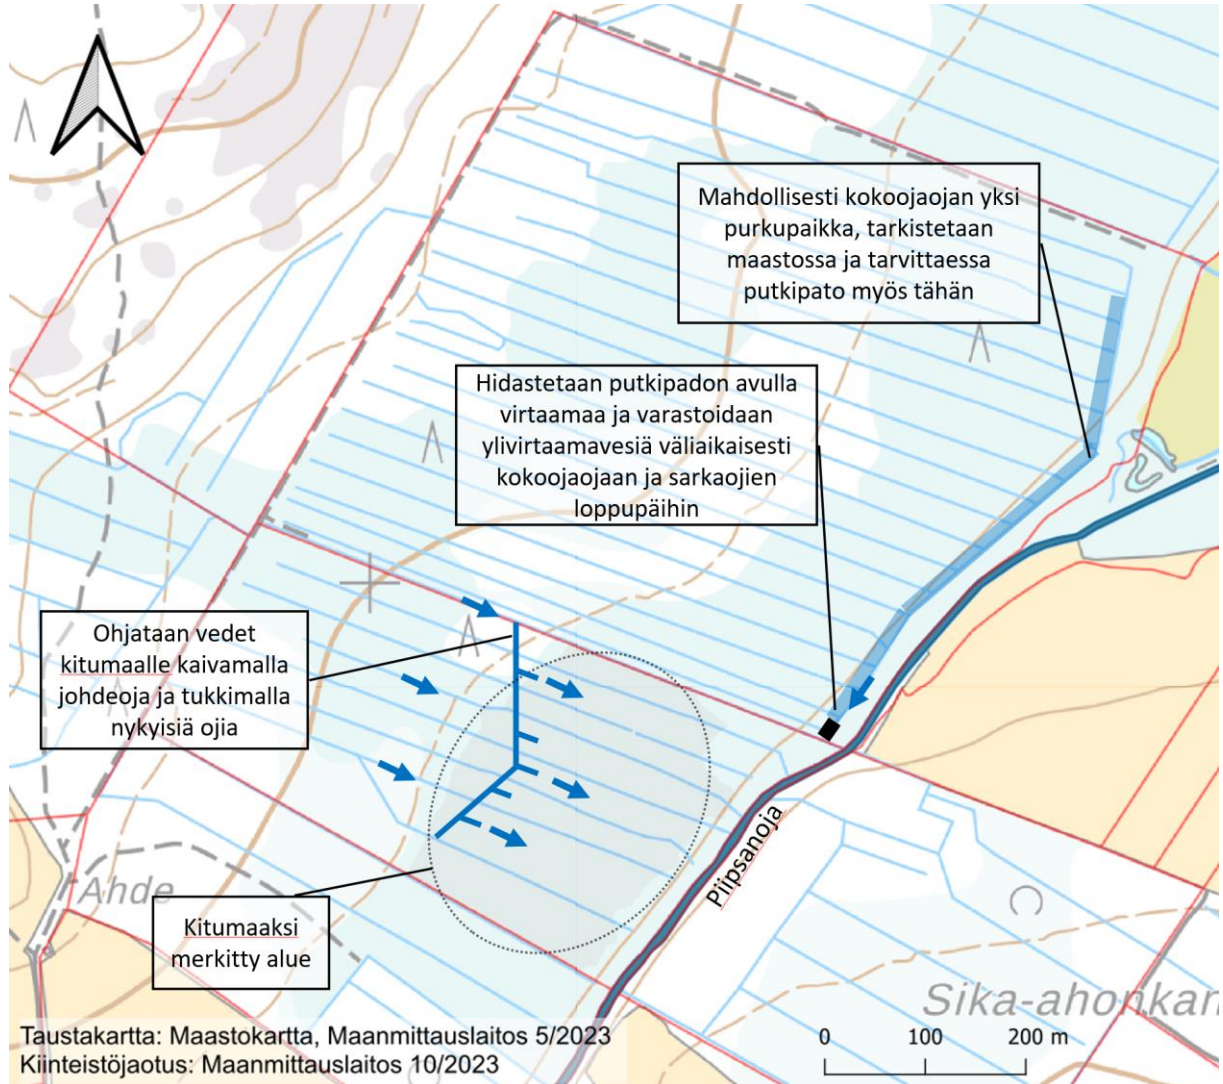 Mahdollisesti kokoojaojan yksi
purkupaikka, tarkistetaan
maastossa ja tarvittaessa
putkipato myös tähän
Hidastetaan putkipadon avulla
virtaamaa ja varastoidaan
ylivirtaamavesiä väliaikaisesti
kokoojaojaan ja sarkaojien
loppupäihin
Ohjataan vedet
kitumaalle kaivamalla
johdeoja ja tukkimalla
nykyisiä ojia
Piipsanoja
Ahde
Kitumaaksi
merkitty alue
Sika-ahonkan
Taustakartta: Maastokartta, Maanmittauslaitos 5/2023
Kiinteistöjaotus: Maanmittauslaitos 10/2023
0 100 200 m